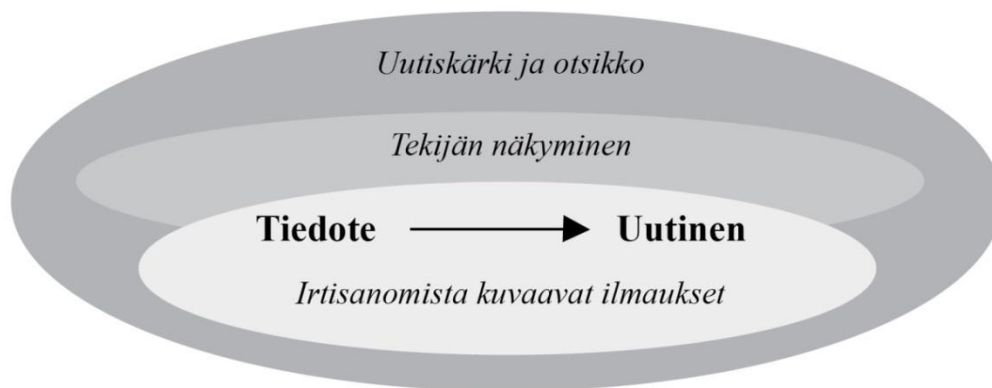 Uutiskärki ja otsikko
Tekijän näkyminen
Tiedote Uutinen
Irtisanomista kuvaavat ilmaukset